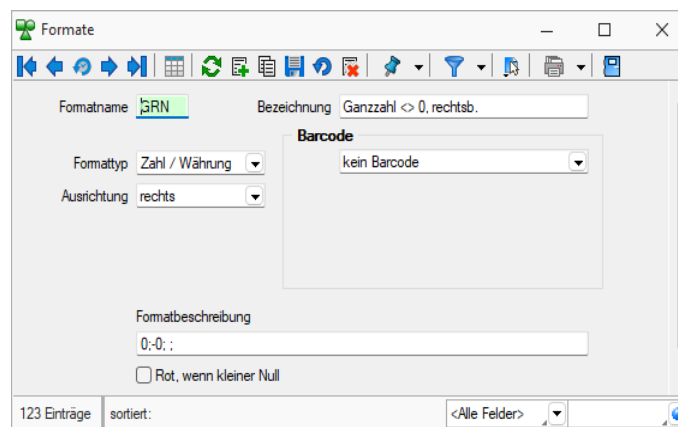 Formate
Formatname GRN Bezeichnung Ganzzahl <> 0, rechtsb.
Barcode
Formattyp Zahl / Währung kein Barcode
Ausrichtung rechts
Formatbeschreibung
0;-0; ;
Rot, wenn kleiner Null
123 Einträge sortiert: <Alle Felder>